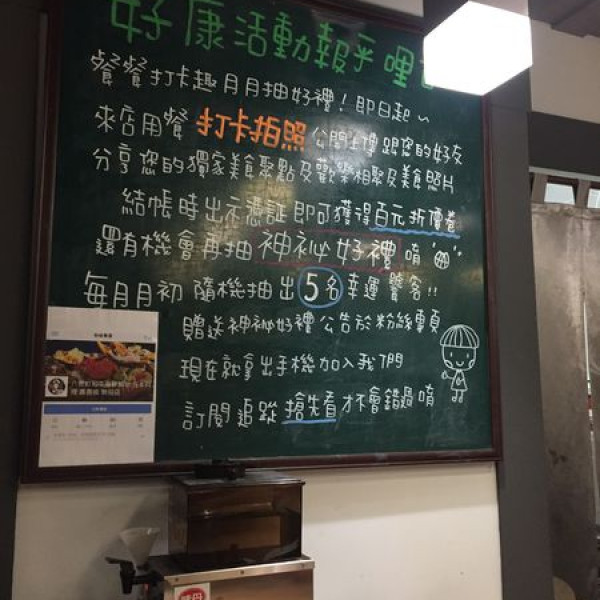 好康活動報乎哩
餐餐打卡趣月月抽好禮！即日起～
來店用餐 打卡拍照 公開上傳跟您的好友
分享您的獨家美食聚點及歡樂相聚及美食照片
結帳時出示憑証即可獲得百元折價卷
還有機會再抽神祕好禮唷
每月月初隨機抽出5名幸運饕客!!
贈送神祕好禮公告於粉絲專頁
現在就拿出手機加入我們
訂閱追蹤搶先看才不會錯過唷